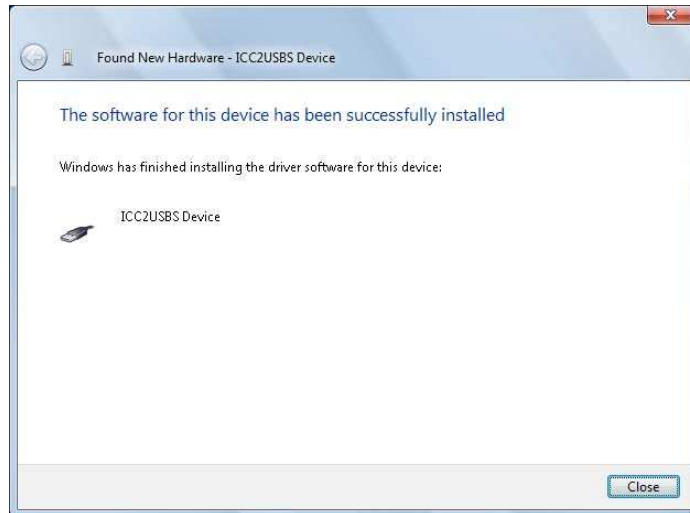 Found New Hardware - ICC2USBS Device
The software for this device has been successfully installed
Windows has finished installing the driver software for this device:
ICC2USBS Device
Close